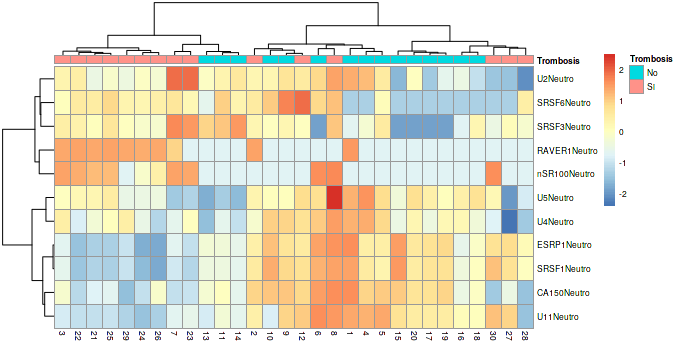 Trombosis
U2Neutro
SRSF6Neutro
SRSF3Neutro
RAVER1Neutro
nSR100Neutro
U5Neutro
U4Neutro
ESRP1Neutro
SRSF1Neutro
CA150Neutro
U11Neutro
3 22 21 25 29 24 26 7 23 13 11 14 2 10 9 12 6 8 1 4 5 15 20 17 19 16 18 30 27 28
2
1
0
-1
-2
Trombosis
No
SI